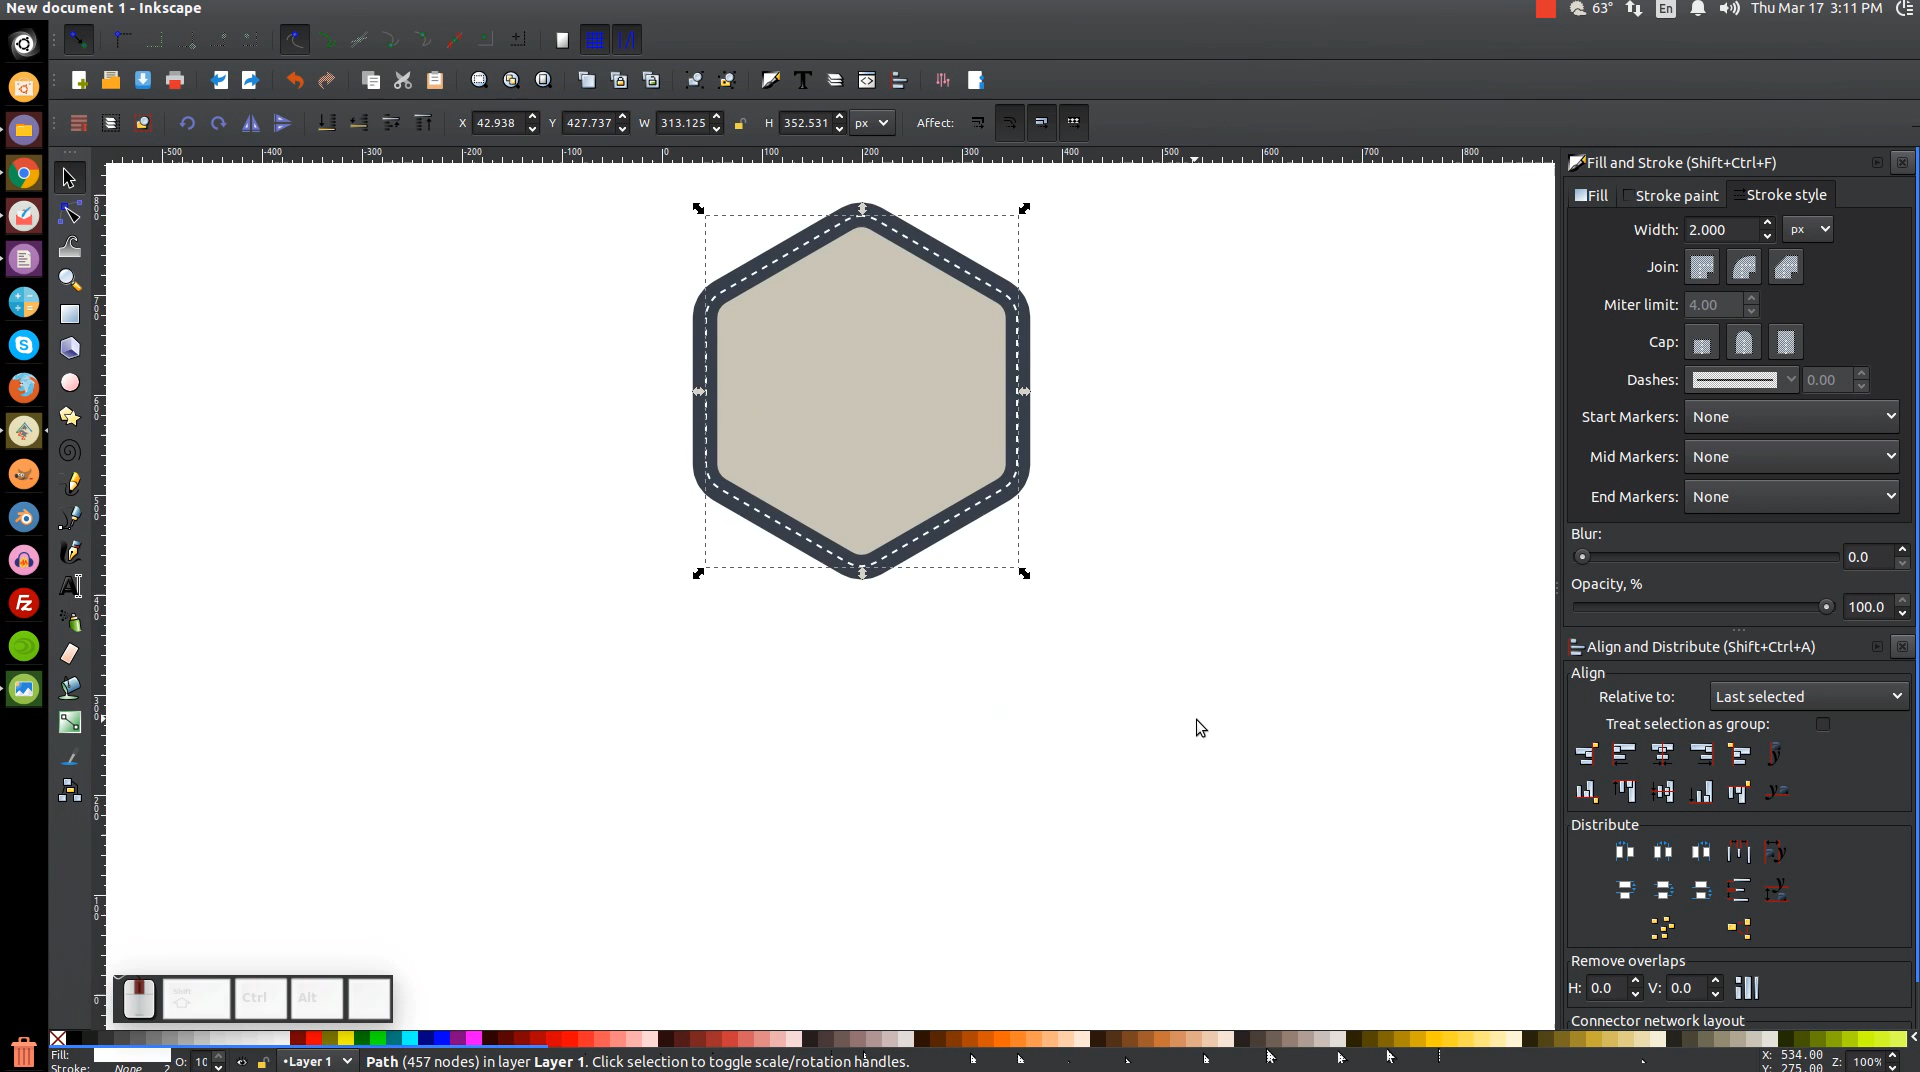 New document 1 - Inkscape
63°
En
Thu Mar 17 3:11 PM
X 42.938 Y 427.737 W 313.125 H 352.531 px Affect:
-500 -400 -300 -200 -100 0 100 200 300 400 500 600 700 800
Fill and Stroke (Shift+Ctrl+F)
Fill Stroke paint Stroke style
Width: 2.000 px
Join:
Miter limit: 4.00
Cap:
Dashes: 0.00
Start Markers: None
Mid Markers: None
End Markers: None
Blur:
0.0
Opacity, %
100.0
Align and Distribute (Shift+Ctrl+A)
Align
Relative to: Last selected
Treat selection as group:
Distribute
Remove overlaps
H: 0.0 V: 0.0
Connector network layout
Shift Ctrl Alt
Fill:
Stroke: None 2
O: 10
•Layer 1
Path (457 nodes) in layer Layer 1. Click selection to toggle scale/rotation handles.
X: 534.00
Y: 275.00
Z: 100%